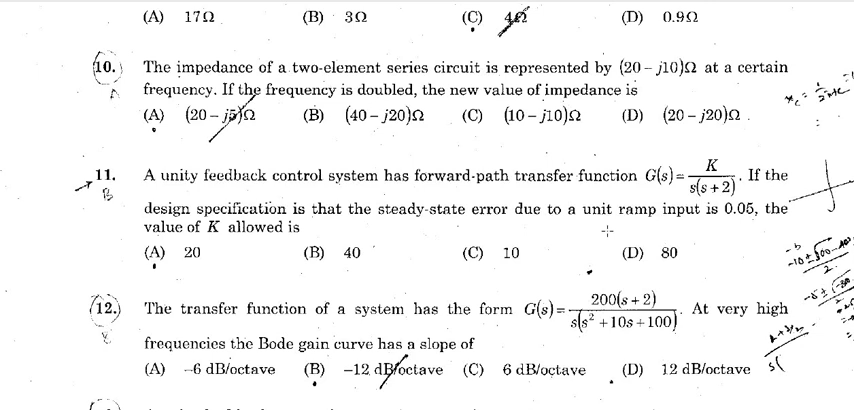 (A) 17Ω (B) 3Ω (C) 4Ω (D) 0.9Ω
10. The impedance of a two-element series circuit is represented by (20 – j10)Ω at a certain
frequency. If the frequency is doubled, the new value of impedance is
(A) (20 – j5)Ω (B) (40 – j20)Ω (C) (10 – j10)Ω (D) (20 – j20)Ω .
11. A unity feedback control system has forward-path transfer function G(s) = K / s(s + 2) . If the
B
design specification is that the steady-state error due to a unit ramp input is 0.05, the
value of K allowed is
(A) 20 (B) 40 (C) 10 (D) 80
12. The transfer function of a system has the form G(s) = 200(s + 2) / s(s² + 10s + 100) . At very high
frequencies the Bode gain curve has a slope of
(A) –6 dB/octave (B) –12 dB/octave (C) 6 dB/octave (D) 12 dB/octave